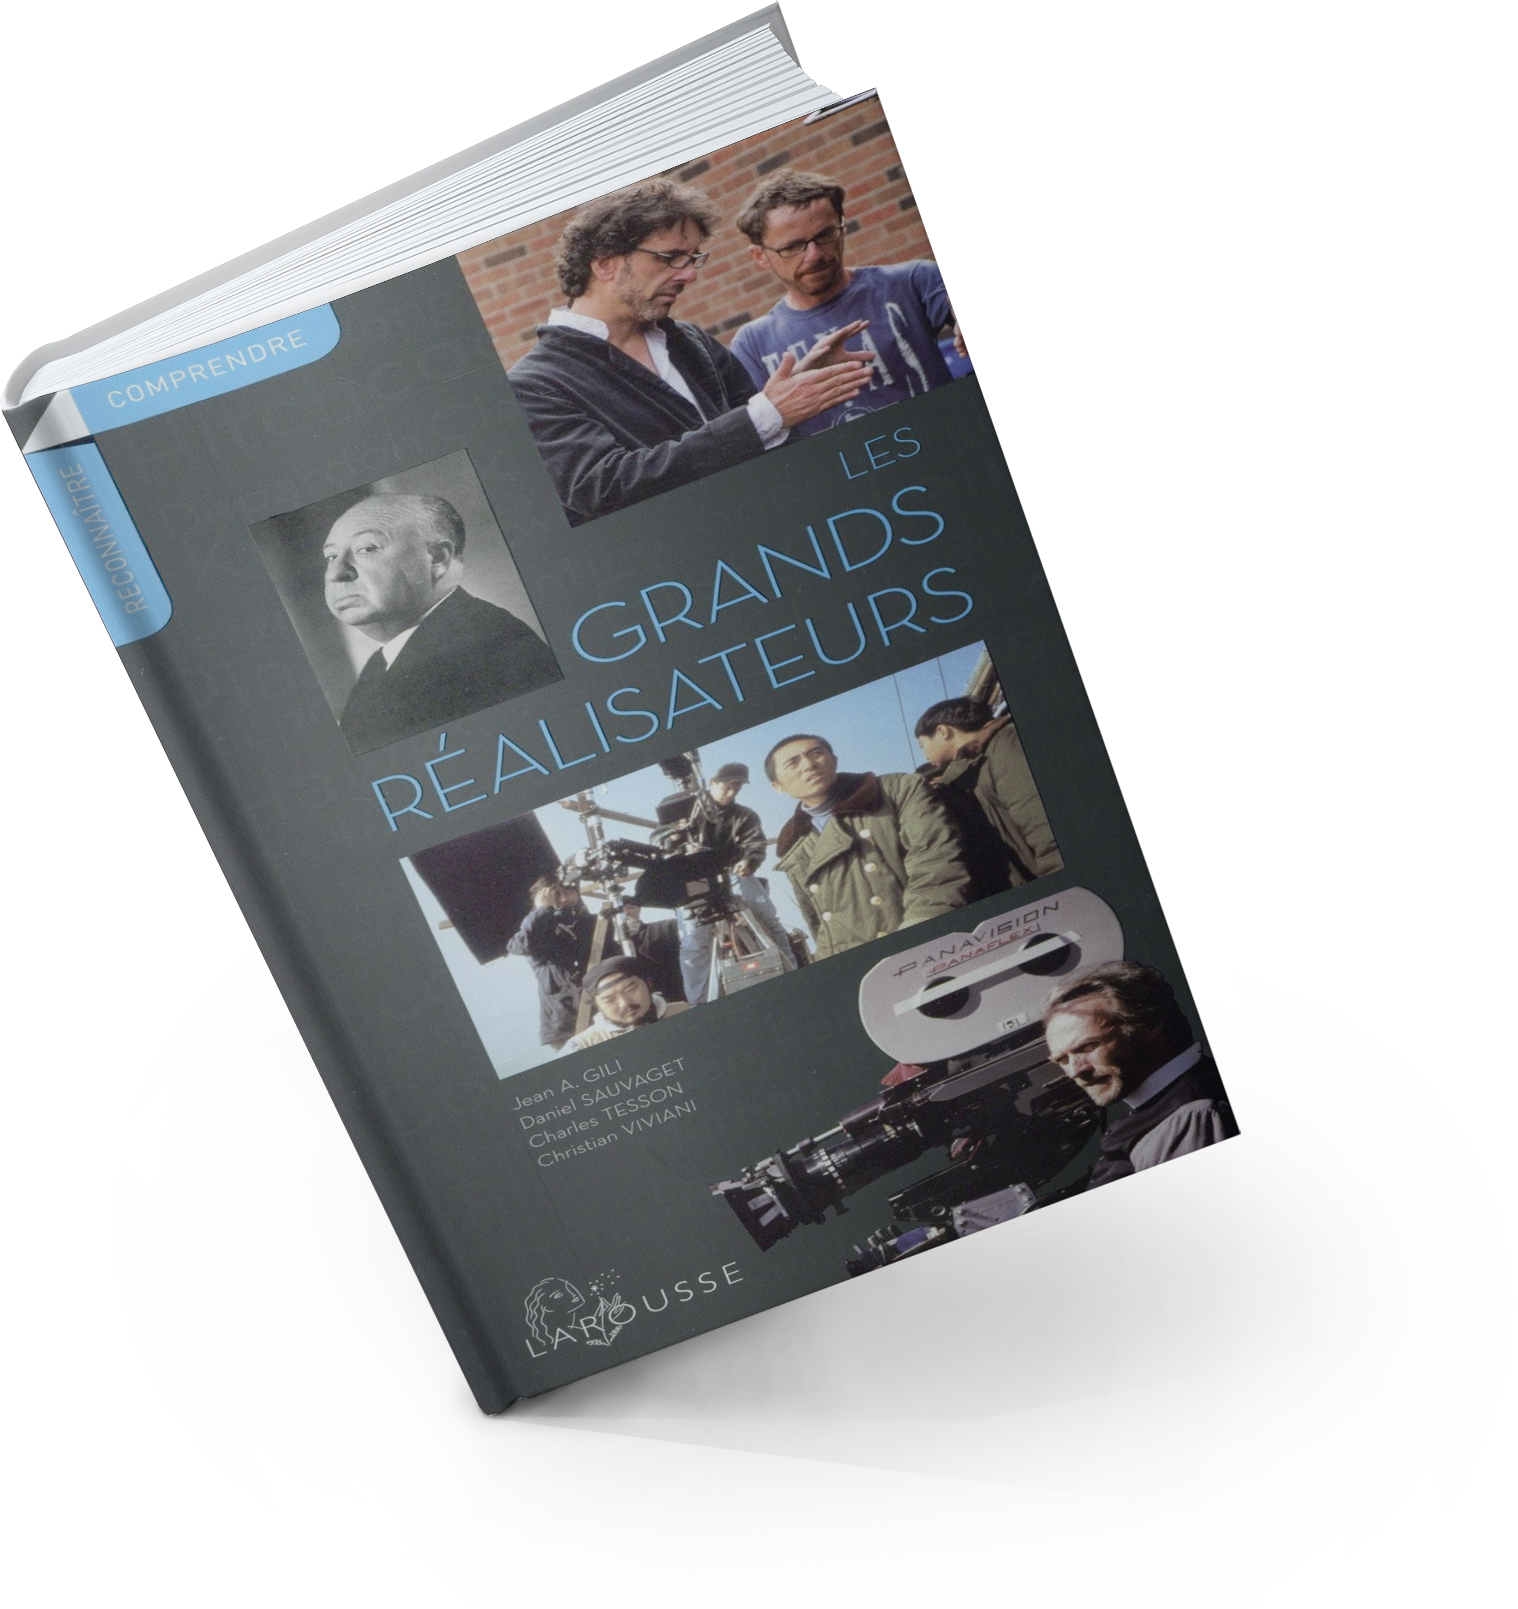 COMPRENDRE
RECONNAÎTRE
LES
GRANDS
RÉALISATEURS
PANAVISION
PANAFLEX
Jean A. GILI
Daniel SAUVAGET
Charles TESSON
Christian VIVIANI
LAROUSSE